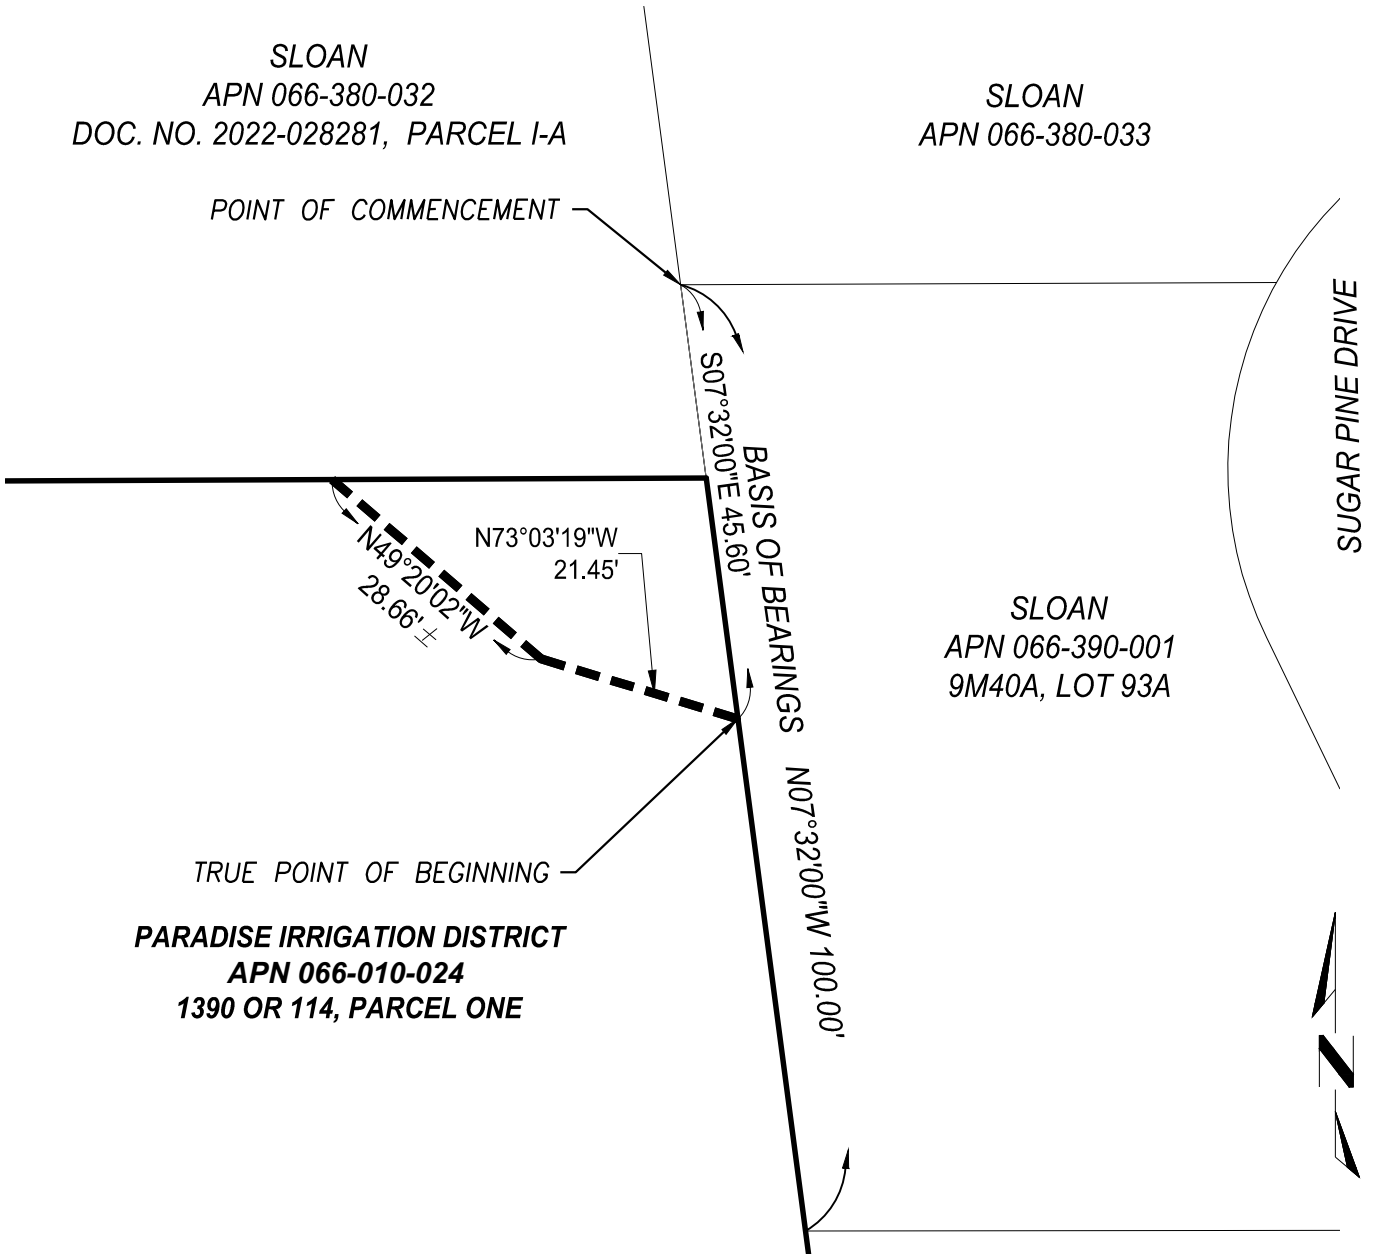 SLOAN
APN 066-380-032
DOC. NO. 2022-028281, PARCEL I-A
SLOAN
APN 066-380-033
POINT OF COMMENCEMENT
SUGAR PINE DRIVE
S07°32'00"E 45.60'
BASIS OF BEARINGS N07°32'00"W 100.00'
N73°03'19"W
21.45'
N49°20'02"W
28.66'±
SLOAN
APN 066-390-001
9M40A, LOT 93A
TRUE POINT OF BEGINNING
PARADISE IRRIGATION DISTRICT
APN 066-010-024
1390 OR 114, PARCEL ONE
N